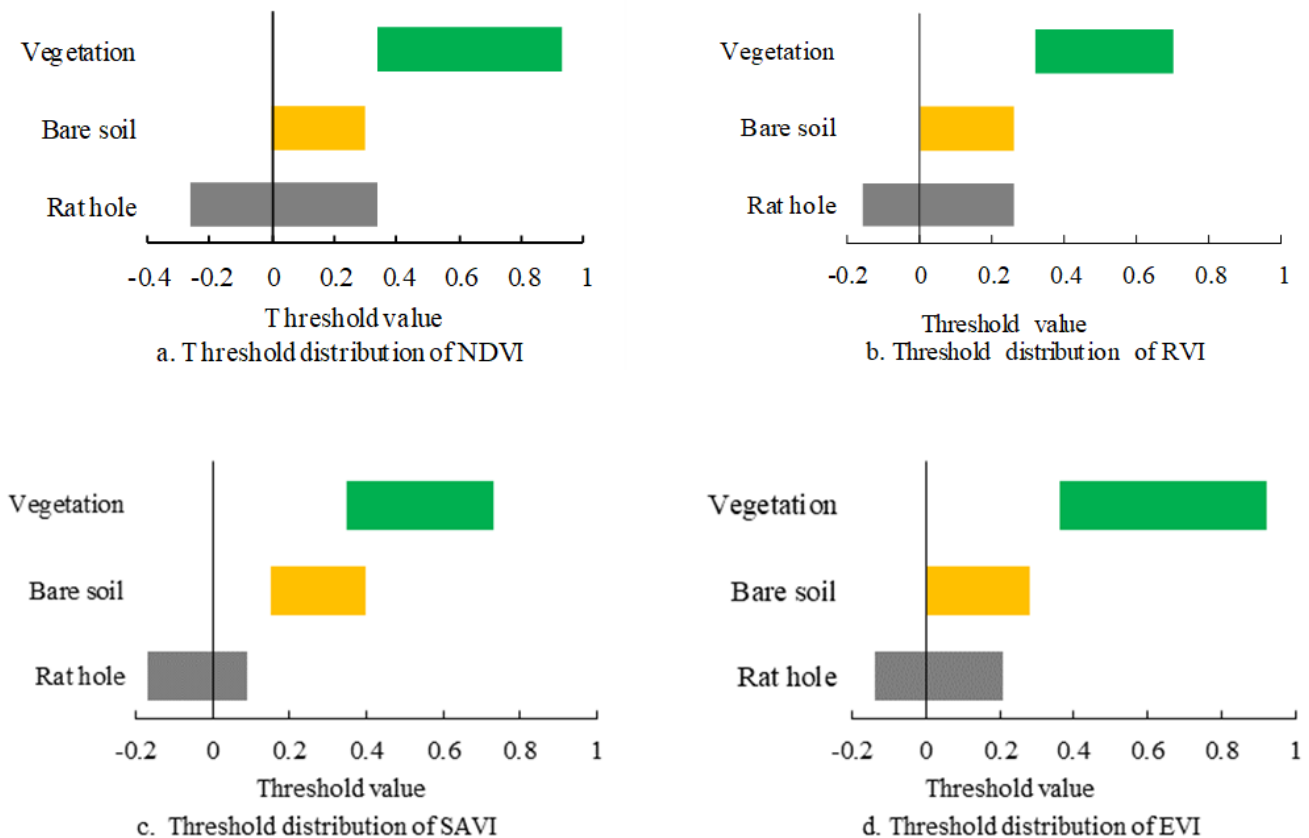 Vegetation
Bare soil
Rat hole
-0.4 -0.2 0 0.2 0.4 0.6 0.8 1
Threshold value
a. Threshold distribution of NDVI
Vegetation
Bare soil
Rat hole
-0.2 0 0.2 0.4 0.6 0.8 1
Threshold value
b. Threshold distribution of RVI
Vegetation
Bare soil
Rat hole
-0.2 0 0.2 0.4 0.6 0.8 1
Threshold value
c. Threshold distribution of SAVI
Vegetation
Bare soil
Rat hole
-0.2 0 0.2 0.4 0.6 0.8 1
Threshold value
d. Threshold distribution of EVI